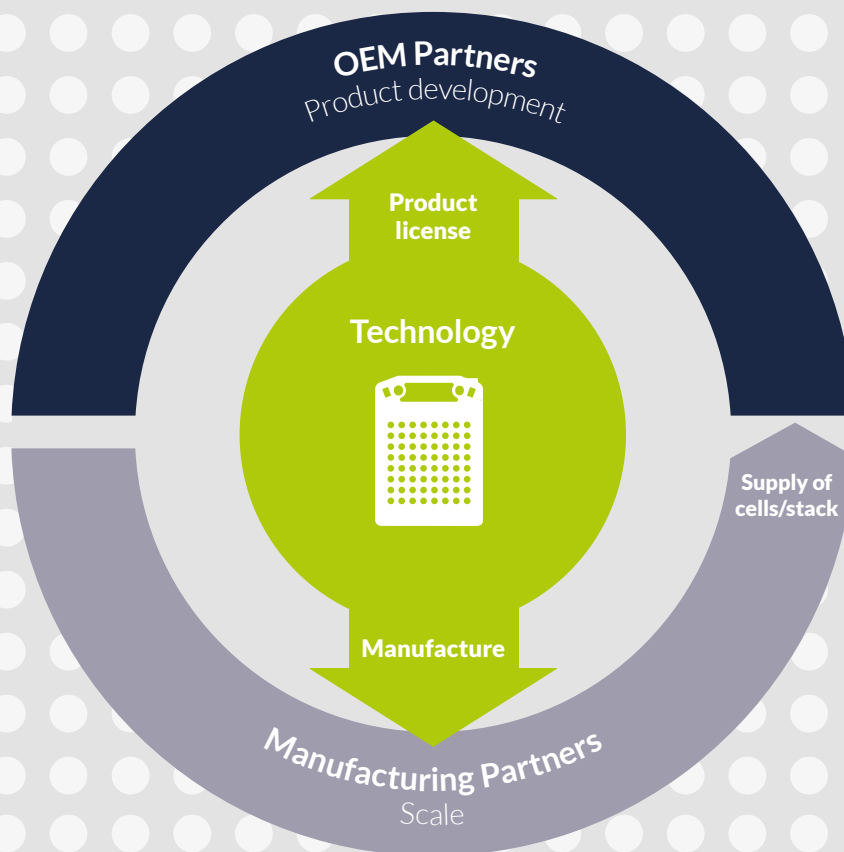 OEM Partners
Product development
Product
license
Technology
Supply of
cells/stack
Manufacture
Manufacturing Partners
Scale